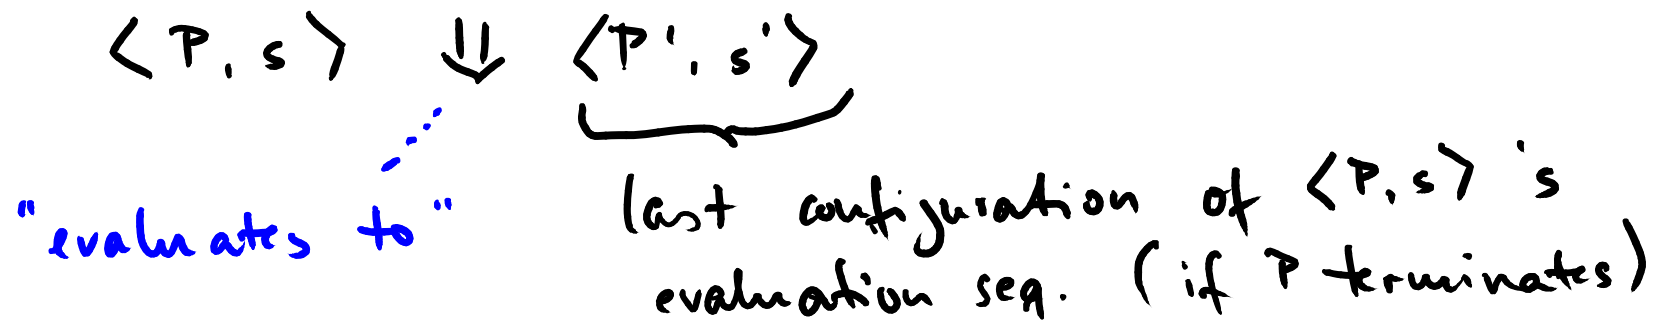 <P, s> ⇓ <P', s'>
"evaluates to"
last configuration of <P, s>'s
evaluation seq. (if P terminates)